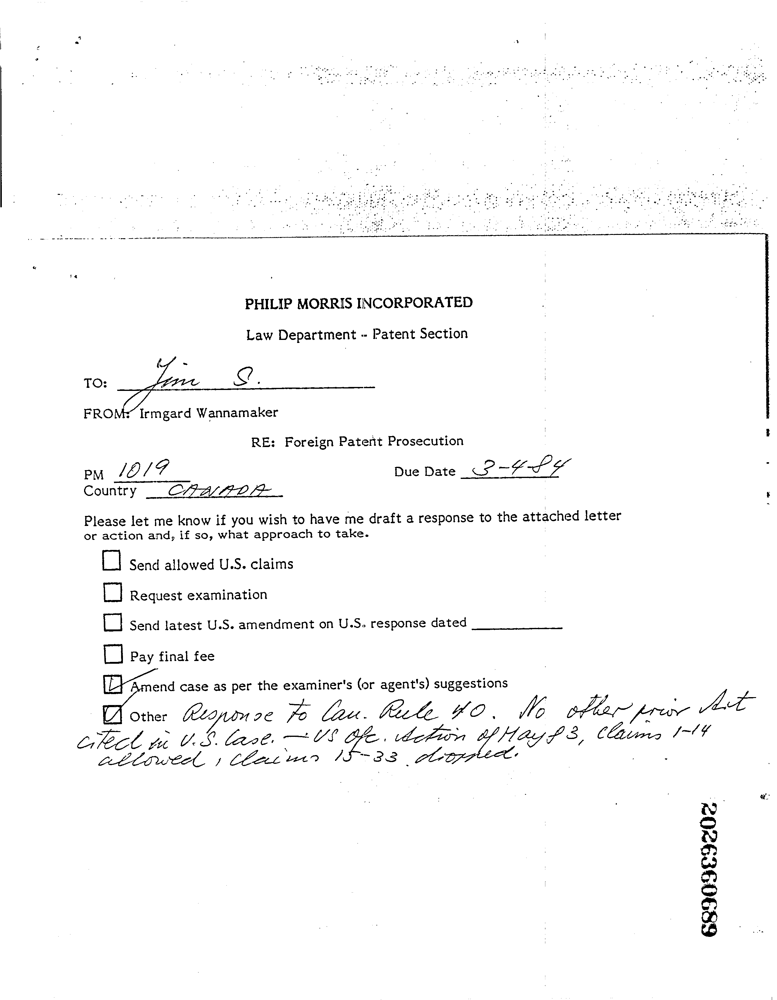 PHILIP MORRIS INCORPORATED
Law Department - Patent Section
TO: Jim S.
FROM: Irmgard Wannamaker
RE: Foreign Patent Prosecution
PM 1019 Due Date 3-4-84
Country CANADA
Please let me know if you wish to have me draft a response to the attached letter
or action and, if so, what approach to take.
Send allowed U.S. claims
Request examination
Send latest U.S. amendment on U.S. response dated
Pay final fee
Amend case as per the examiner's (or agent's) suggestions
Other Response to Can. Rule 40. No other prior Art
cited in U.S. Case. — US Ofc. Action of May 83, claims 1-14
allowed, claims 15-33 dropped.
2026360689